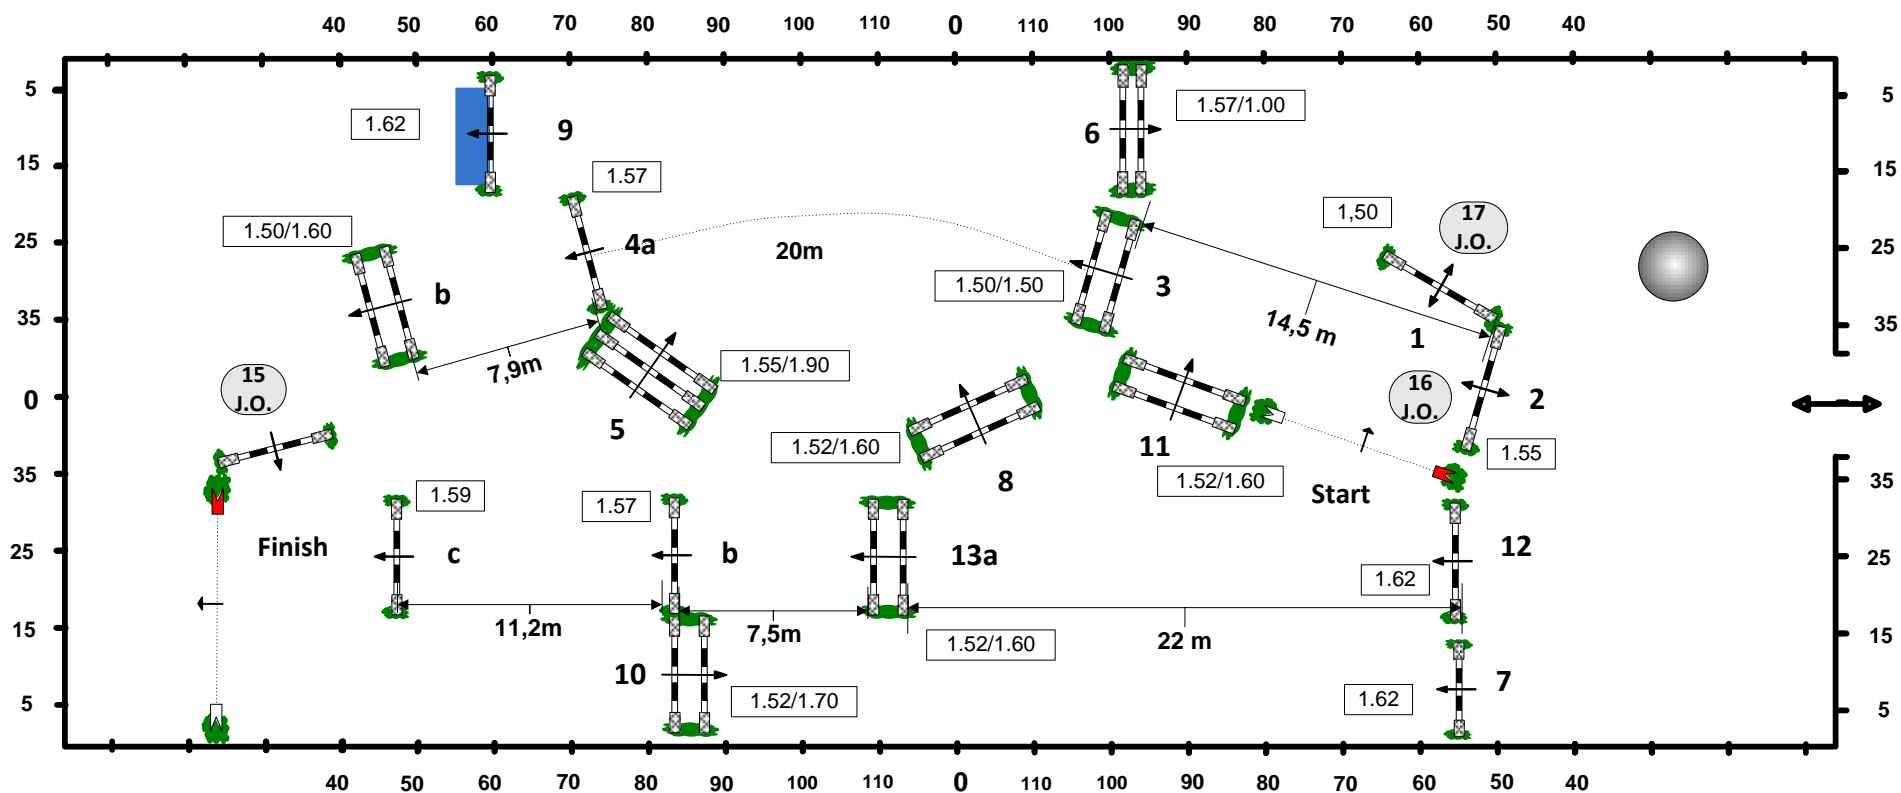 40 50 60 70 80 90 100 110 0 110 100 90 80 70 60 50 40
5 1.62 9 6 1.57/1.00 5
15 1.57 15
1,50 17
J.O.
25 1.50/1.60 4a 20m 3 25
b 1.50/1.50
35 14,5 m 1 35
7,9m 1.55/1.90
15
J.O.
16
J.O.
0 5 2
11
1.52/1.60 1.55
8 1.52/1.60
35 1.59 1.57 Start 35
Finish c b 13a 12
25 1.62 25
11,2m 7,5m 22 m
15 1.52/1.60 15
10 7
5 1.52/1.70 1.62 5
40 50 60 70 80 90 100 110 0 110 100 90 80 70 60 50 40